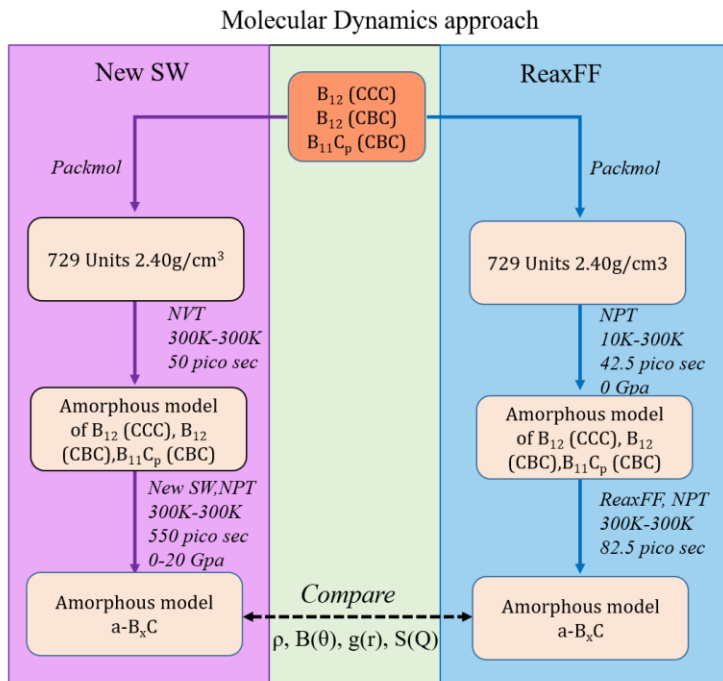 Molecular Dynamics approach
New SW
ReaxFF
B₁₂ (CCC)
B₁₂ (CBC)
B₁₁Cₚ (CBC)
Packmol
Packmol
729 Units 2.40g/cm³
729 Units 2.40g/cm3
NVT
300K-300K
50 pico sec
NPT
10K-300K
42.5 pico sec
0 Gpa
Amorphous model
of B₁₂ (CCC), B₁₂
(CBC),B₁₁Cₚ (CBC)
Amorphous model
of B₁₂ (CCC), B₁₂
(CBC),B₁₁Cₚ (CBC)
New SW,NPT
300K-300K
550 pico sec
0-20 Gpa
ReaxFF, NPT
300K-300K
82.5 pico sec
Amorphous model
a-BₓC
Compare
ρ, B(θ), g(r), S(Q)
Amorphous model
a-BₓC